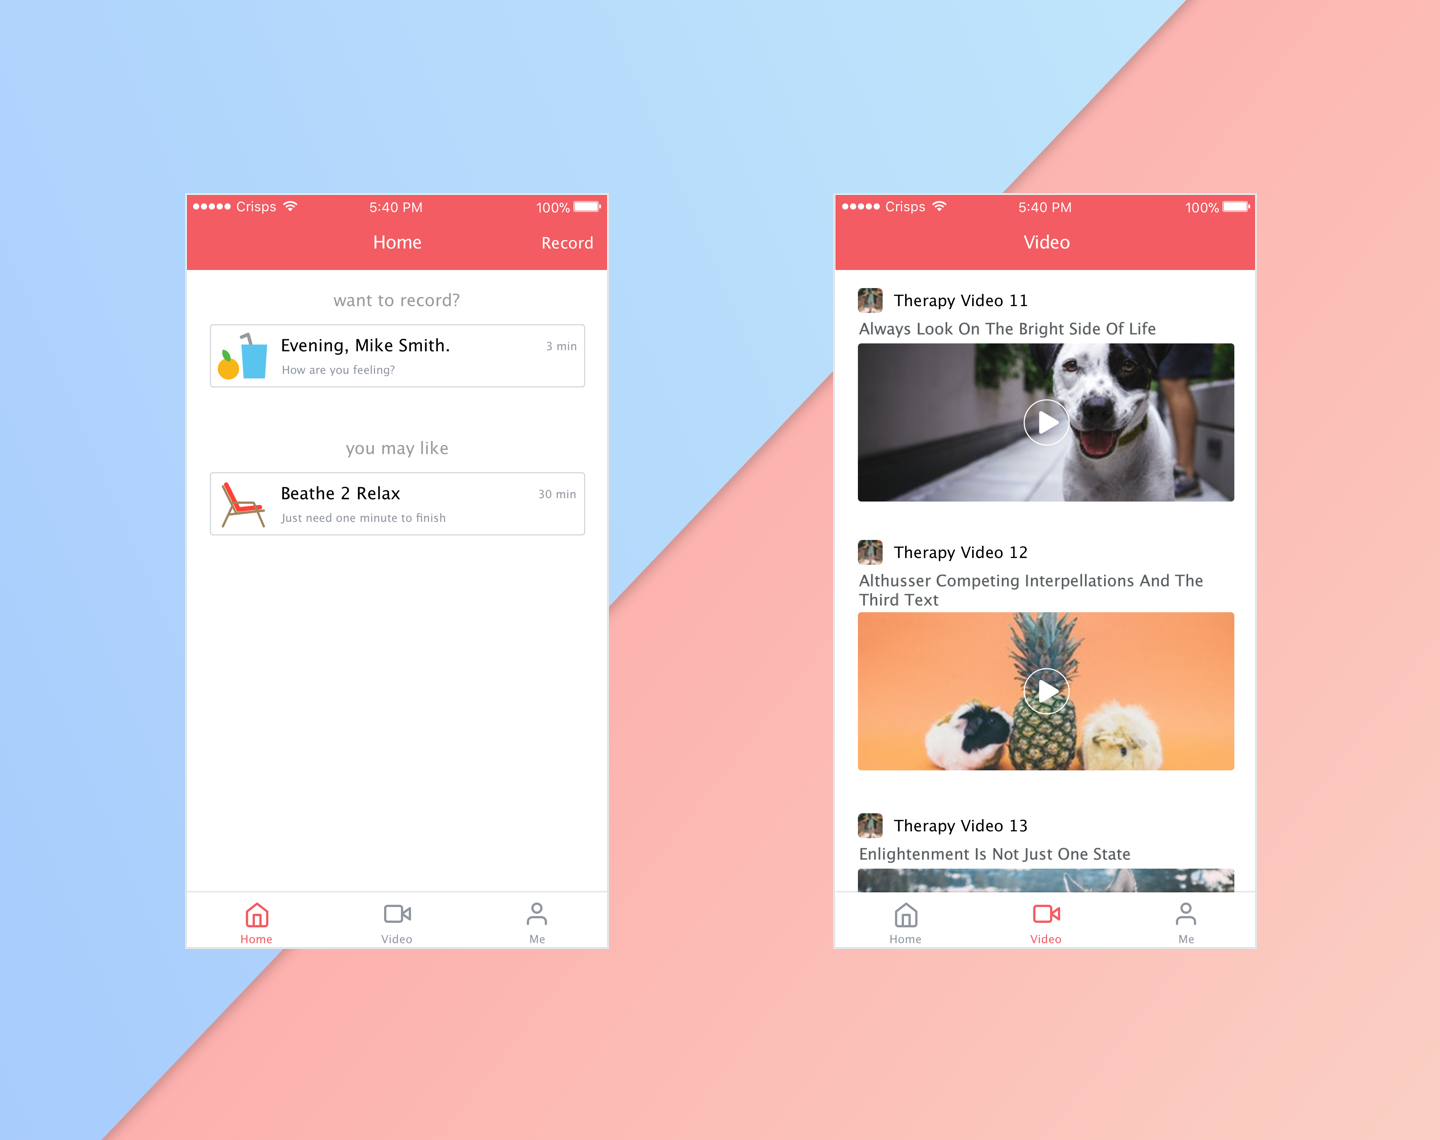 Crisps 5:40 PM 100%
Home Record
want to record?
Evening, Mike Smith. 3 min
How are you feeling?
you may like
Beathe 2 Relax 30 min
Just need one minute to finish
Home Video Me
Crisps 5:40 PM 100%
Video
Therapy Video 11
Always Look On The Bright Side Of Life
Therapy Video 12
Althusser Competing Interpellations And The
Third Text
Therapy Video 13
Enlightenment Is Not Just One State
Home Video Me